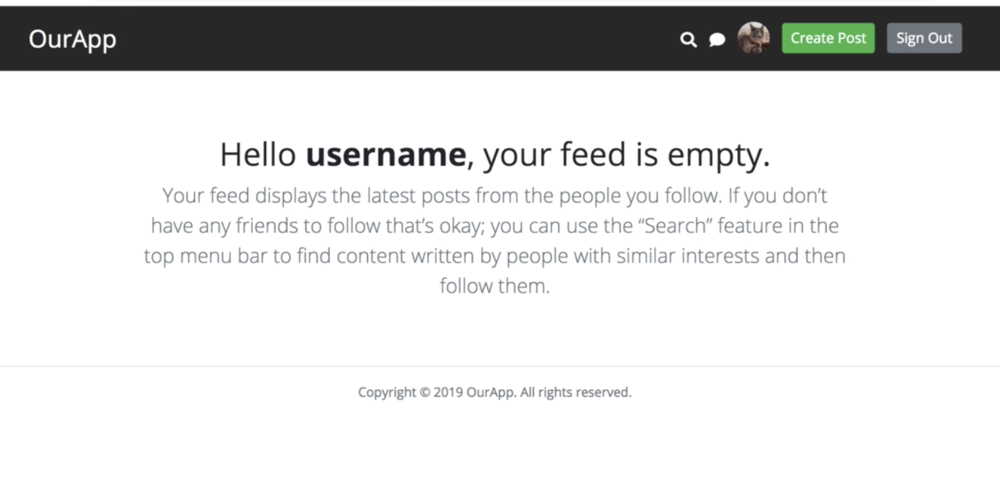 OurApp
Create Post
Sign Out
Hello username, your feed is empty.
Your feed displays the latest posts from the people you follow. If you don’t
have any friends to follow that’s okay; you can use the “Search” feature in the
top menu bar to find content written by people with similar interests and then
follow them.
Copyright © 2019 OurApp. All rights reserved.